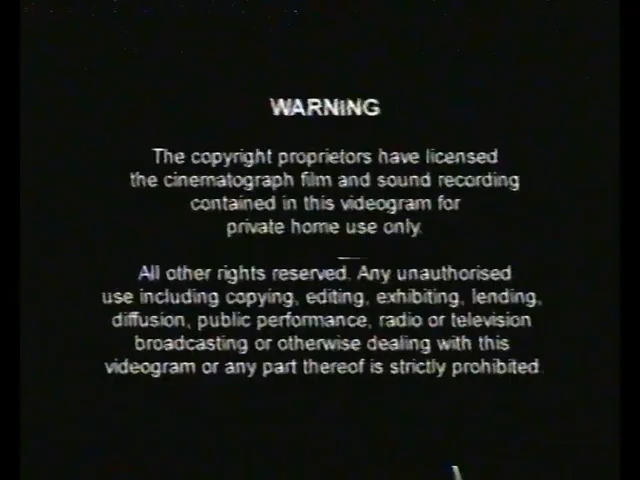 WARNING
The copyright proprietors have licensed
the cinematograph film and sound recording
contained in this videogram for
private home use only.
All other rights reserved. Any unauthorised
use including copying, editing, exhibiting, lending,
diffusion, public performance, radio or television
broadcasting or otherwise dealing with this
videogram or any part thereof is strictly prohibited